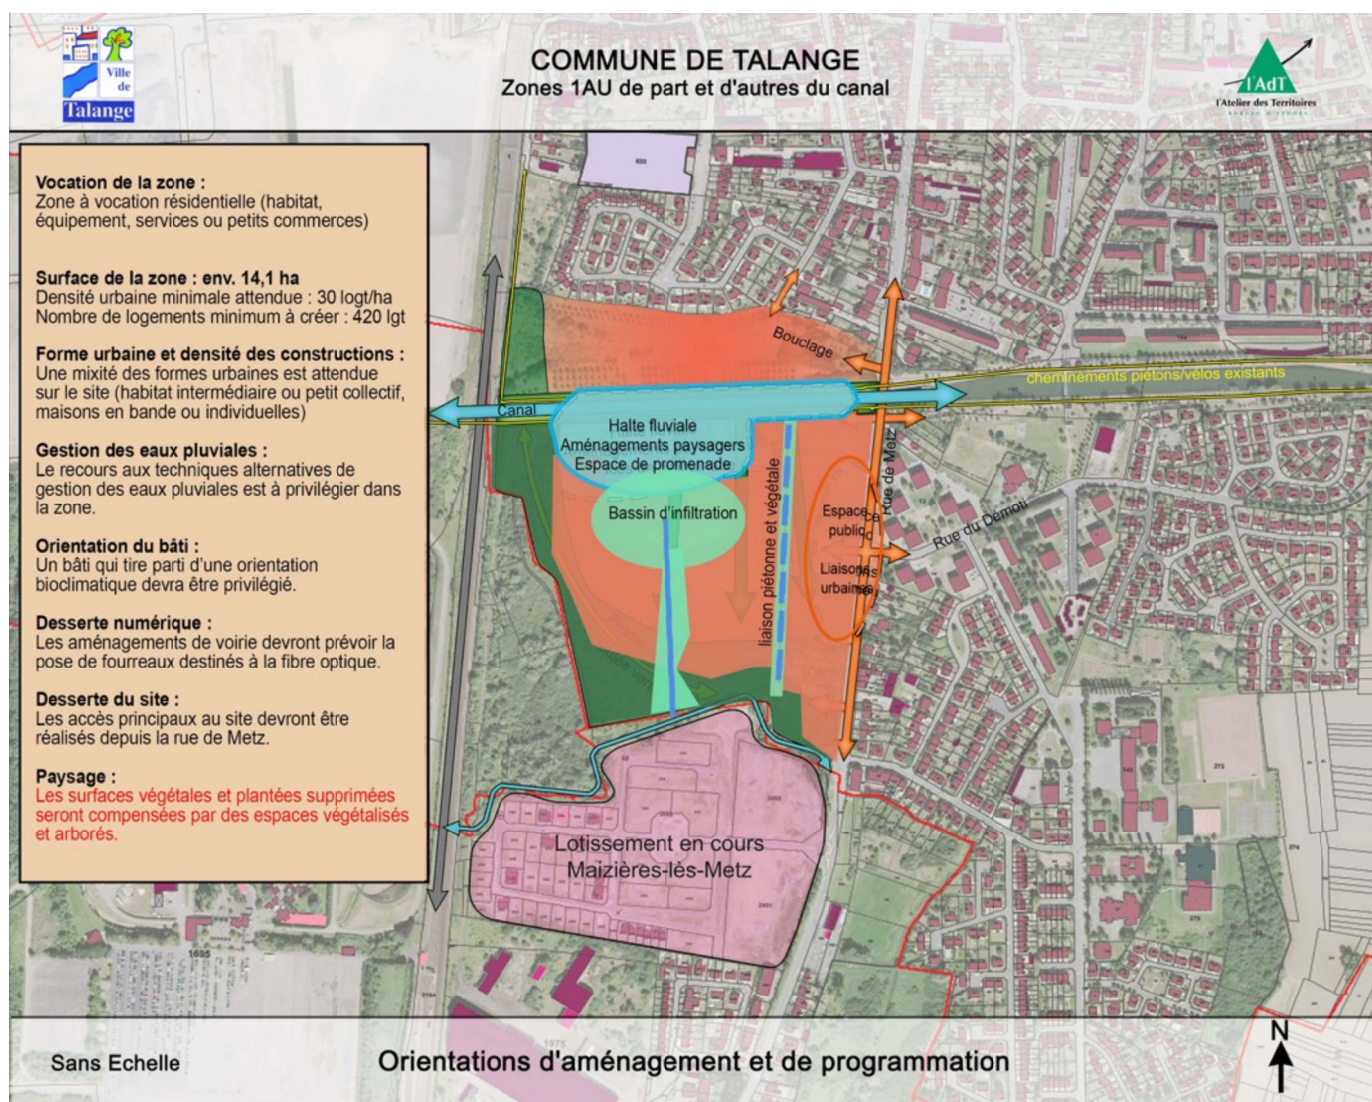 Ville
de
Talange
COMMUNE DE TALANGE
Zones 1AU de part et d'autres du canal
l'AdT
l'Atelier des Territoires
BUREAU D'ETUDES
Vocation de la zone :
Zone à vocation résidentielle (habitat,
équipement, services ou petits commerces)
Surface de la zone : env. 14,1 ha
Densité urbaine minimale attendue : 30 logt/ha
Nombre de logements minimum à créer : 420 lgt
Forme urbaine et densité des constructions :
Une mixité des formes urbaines est attendue
sur le site (habitat intermédiaire ou petit collectif,
maisons en bande ou individuelles)
Gestion des eaux pluviales :
Le recours aux techniques alternatives de
gestion des eaux pluviales est à privilégier dans
la zone.
Orientation du bâti :
Un bâti qui tire parti d'une orientation
bioclimatique devra être privilégié.
Desserte numérique :
Les aménagements de voirie devront prévoir la
pose de fourreaux destinés à la fibre optique.
Desserte du site :
Les accès principaux au site devront être
réalisés depuis la rue de Metz.
Paysage :
Les surfaces végétales et plantées supprimées
seront compensées par des espaces végétalisés
et arborés.
633
Bouclage
cheminements piétons/vélos existants
Canal
Halte fluviale
Aménagements paysagers
Espace de promenade
Bassin d'infiltration
liaison piétonne et végétale
Espace
public
Liaisons
urbaines
Rue de Metz
Rue du Démoti
272
274
275
Lotissement en cours
Maizières-lès-Metz
1695
1975
Sans Echelle
Orientations d'aménagement et de programmation
N